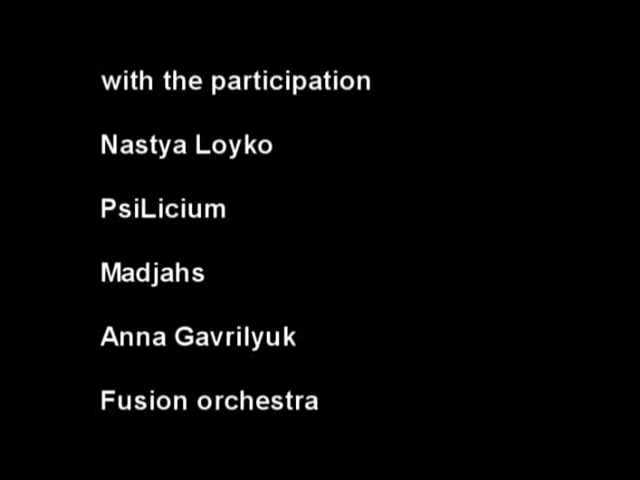 with the participation
Nastya Loyko
PsiLicium
Madjahs
Anna Gavrilyuk
Fusion orchestra